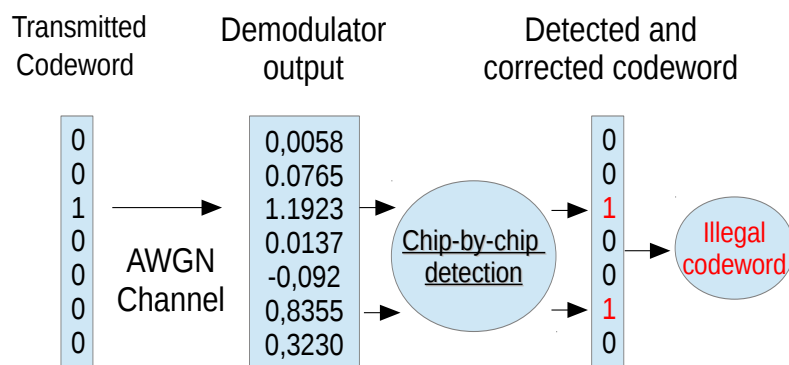 Transmitted
Codeword
Demodulator
output
Detected and
corrected codeword
0
0
1
0
0
0
0
AWGN
Channel
0,0058
0.0765
1.1923
0.0137
-0,092
0,8355
0,3230
Chip-by-chip
detection
0
0
1
0
0
1
0
Illegal
codeword